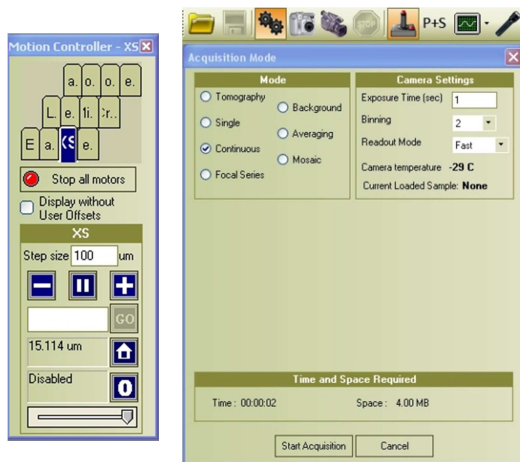 P+S
Motion Controller - XS
a. o. o. e.
L. e. 1i. :r..
E a. XS e.
Stop all motors
Display without
User Offsets
XS
Step size 100 um
GO
15.114 um
Disabled
0
Acquisition Mode
Mode
Tomography
Background
Single
Averaging
Continuous
Mosaic
Focal Series
Camera Settings
Exposure Time (sec) 1
Binning 2
Readout Mode Fast
Camera temperature -29 C
Current Loaded Sample: None
Time and Space Required
Time : 00:00:02 Space : 4.00 MB
Start Acquisition Cancel